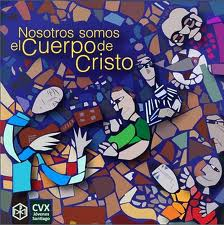 Nosotros somos
el Cuerpo de
Cristo
CVX
Jóvenes
Santiago